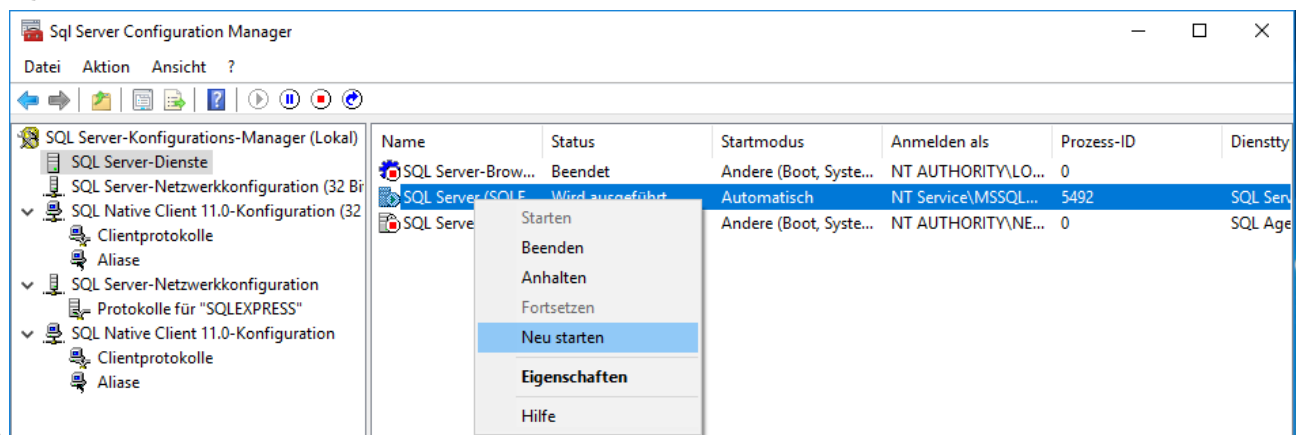 Sql Server Configuration Manager
Datei Aktion Ansicht ?
SQL Server-Konfigurations-Manager (Lokal)
SQL Server-Dienste
SQL Server-Netzwerkkonfiguration (32 Bi
SQL Native Client 11.0-Konfiguration (32
Clientprotokolle
Aliase
SQL Server-Netzwerkkonfiguration
Protokolle für "SQLEXPRESS"
SQL Native Client 11.0-Konfiguration
Clientprotokolle
Aliase
Name Status Startmodus Anmelden als Prozess-ID Dienstty
SQL Server-Brow... Beendet Andere (Boot, Syste... NT AUTHORITY\LO... 0
SQL Server (SQLE Wird ausgeführt Automatisch NT Service\MSSQL... 5492 SQL Serv
SQL Serve Andere (Boot, Syste... NT AUTHORITY\NE... 0 SQL Age
Starten
Beenden
Anhalten
Fortsetzen
Neu starten
Eigenschaften
Hilfe